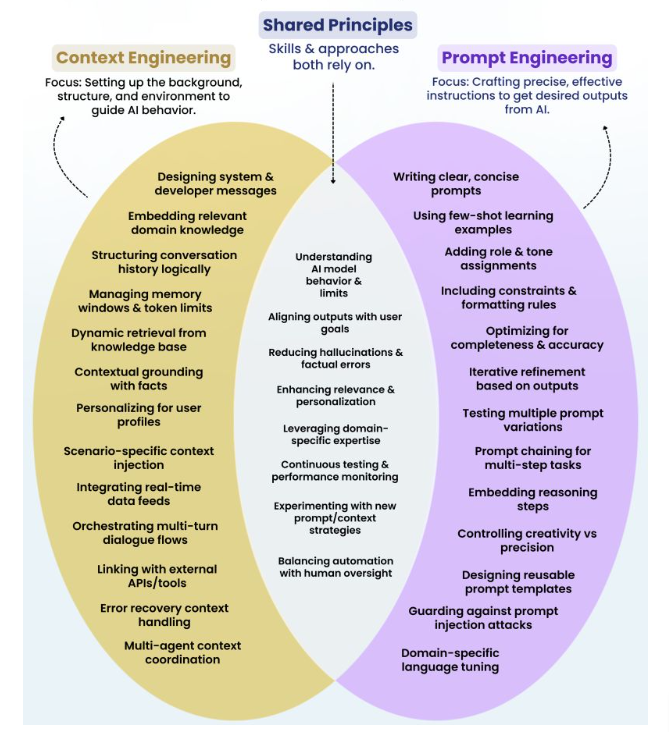 Shared Principles
Skills & approaches
both rely on.
Context Engineering
Focus: Setting up the background,
structure, and environment to
guide AI behavior.
Prompt Engineering
Focus: Crafting precise, effective
instructions to get desired outputs
from AI.
Designing system &
developer messages
Embedding relevant
domain knowledge
Structuring conversation
history logically
Managing memory
windows & token limits
Dynamic retrieval from
knowledge base
Contextual grounding
with facts
Personalizing for user
profiles
Scenario-specific context
injection
Integrating real-time
data feeds
Orchestrating multi-turn
dialogue flows
Linking with external
APIs/tools
Error recovery context
handling
Multi-agent context
coordination
Understanding
AI model
behavior &
limits
Aligning outputs with user
goals
Reducing hallucinations &
factual errors
Enhancing relevance &
personalization
Leveraging domain-
specific expertise
Continuous testing &
performance monitoring
Experimenting with new
prompt/context
strategies
Balancing automation
with human oversight
Writing clear, concise
prompts
Using few-shot learning
examples
Adding role & tone
assignments
Including constraints &
formatting rules
Optimizing for
completeness & accuracy
Iterative refinement
based on outputs
Testing multiple prompt
variations
Prompt chaining for
multi-step tasks
Embedding reasoning
steps
Controlling creativity vs
precision
Designing reusable
prompt templates
Guarding against prompt
injection attacks
Domain-specific
language tuning